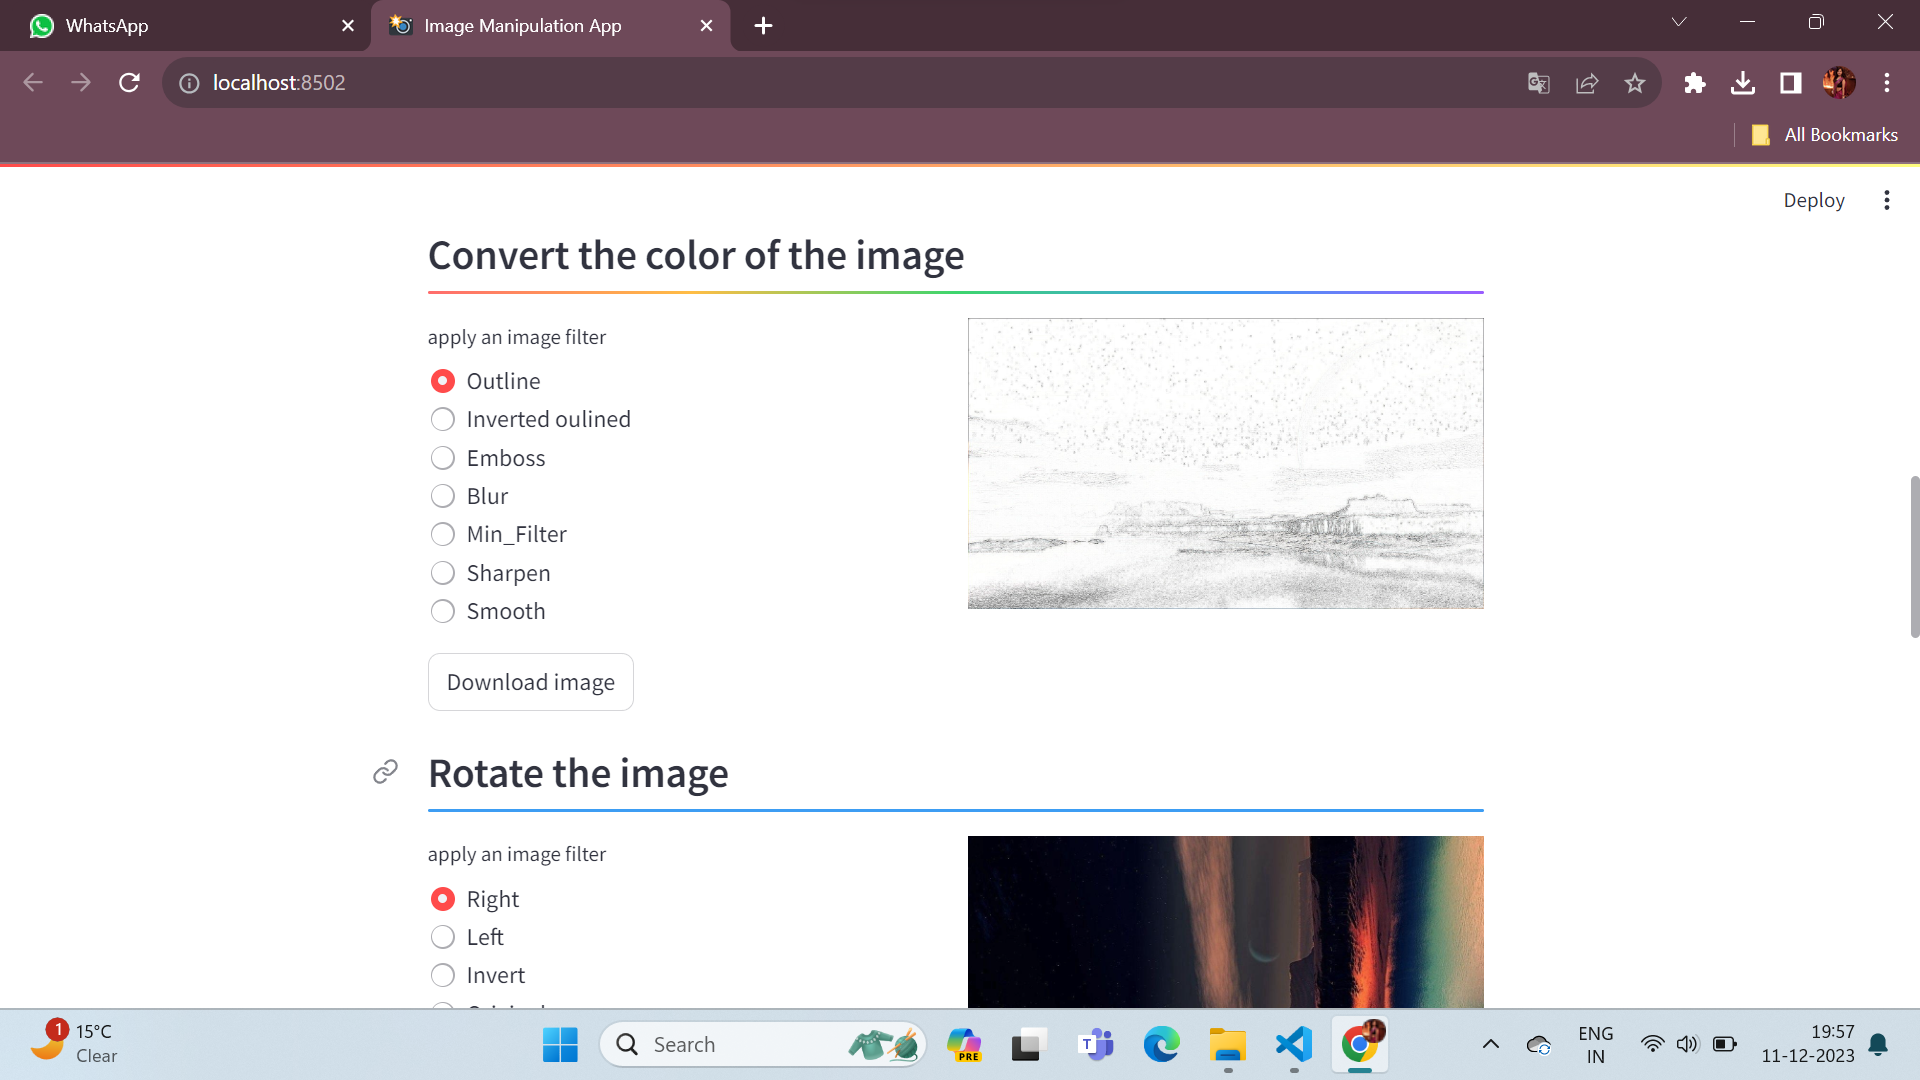 WhatsApp
Image Manipulation App
localhost:8502
All Bookmarks
Deploy
Convert the color of the image
apply an image filter
Outline
Inverted oulined
Emboss
Blur
Min_Filter
Sharpen
Smooth
Download image
Rotate the image
apply an image filter
Right
Left
Invert
1
15°C
Clear
Search
PRE
T
ENG
IN
19:57
11-12-2023